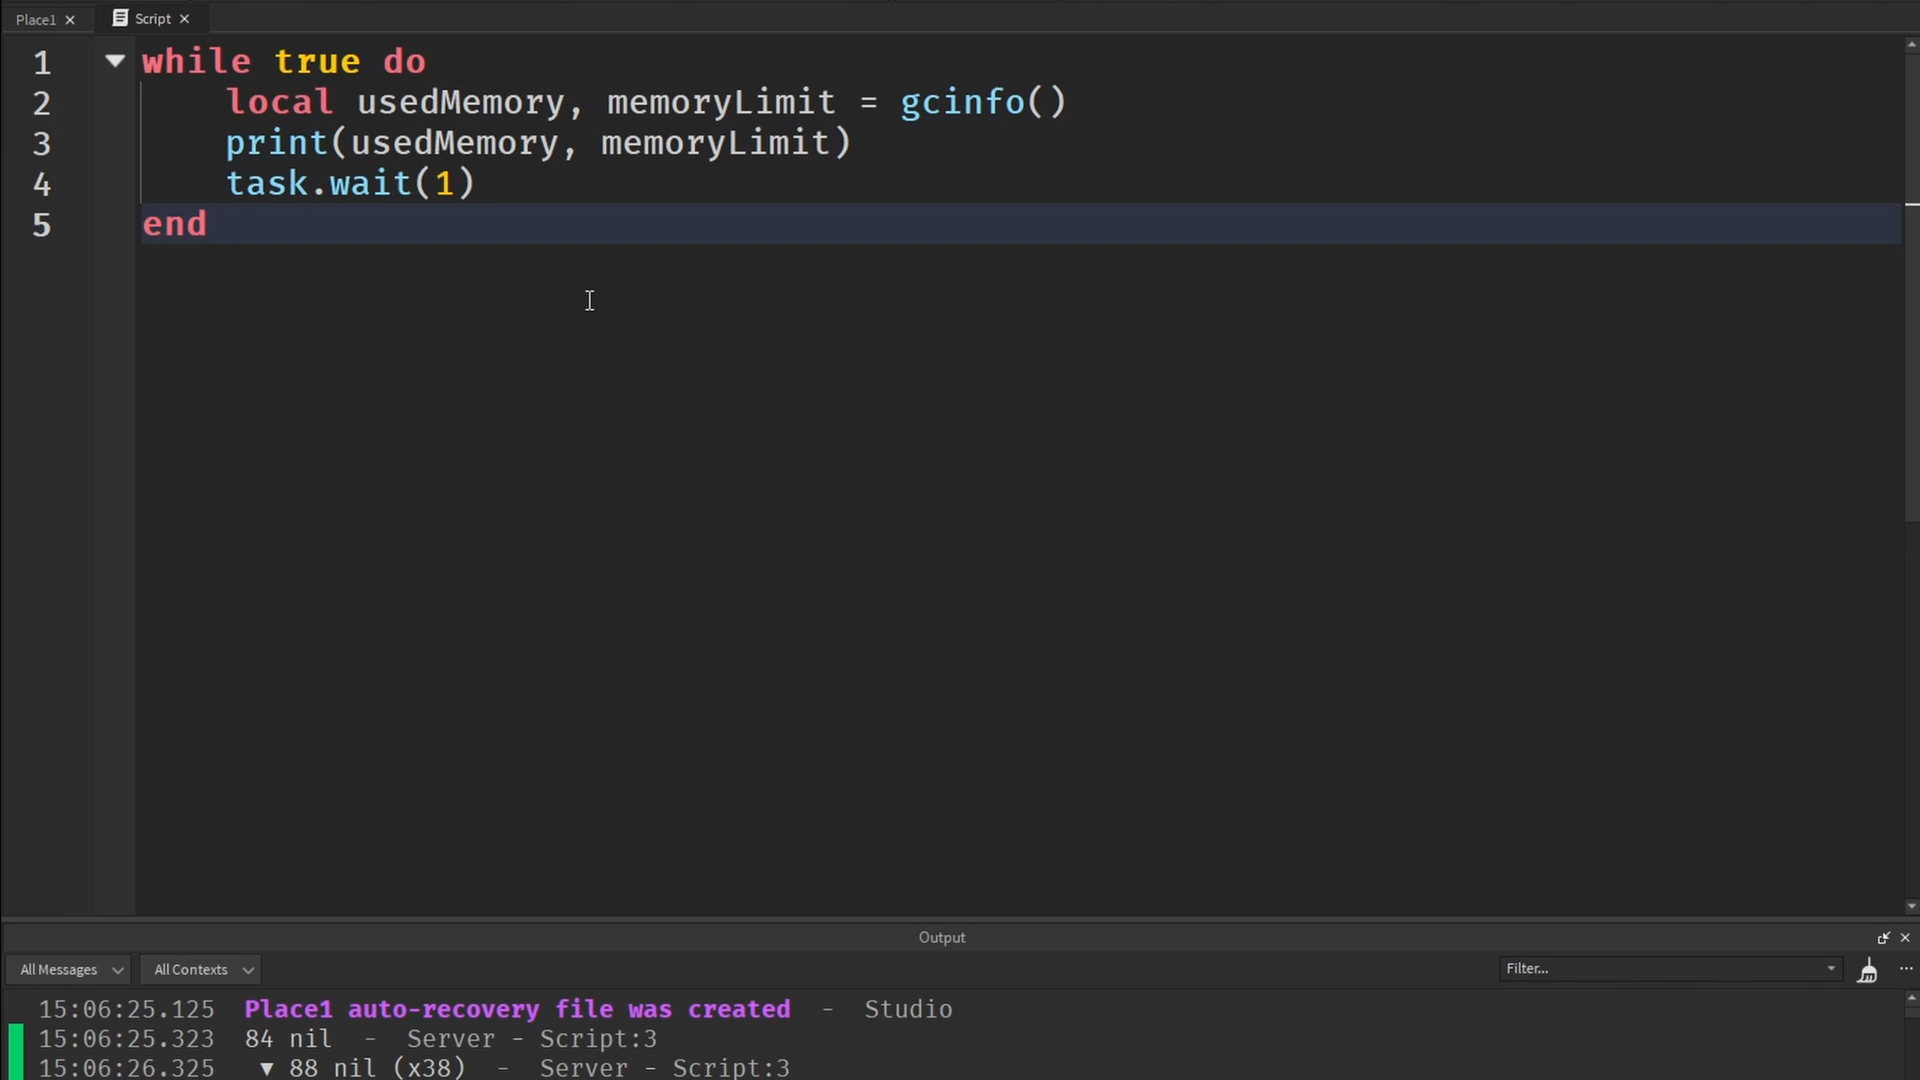 Place1
Script
1 while true do
2 local usedMemory, memoryLimit = gcinfo()
3 print(usedMemory, memoryLimit)
4 task.wait(1)
5 end
Output
All Messages All Contexts Filter...
15:06:25.125 Place1 auto-recovery file was created - Studio
15:06:25.323 84 nil - Server - Script:3
15:06:26.325 ▼ 88 nil (x38) - Server - Script:3